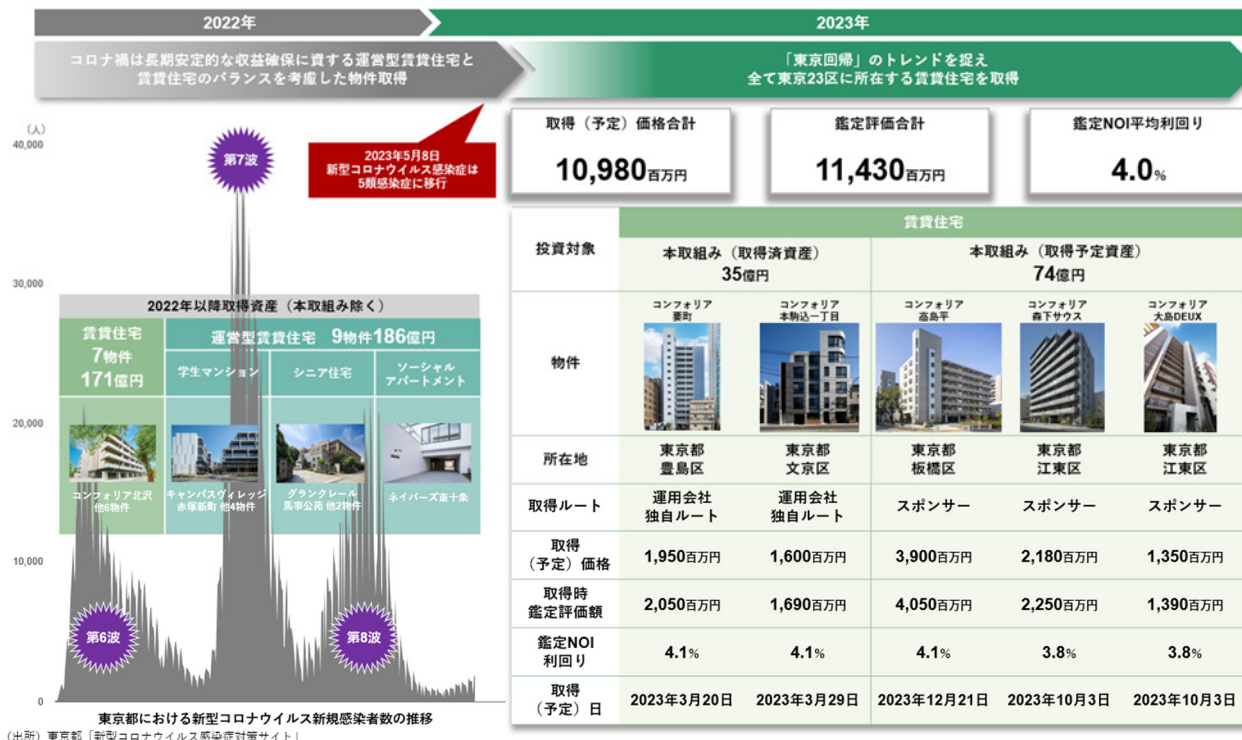 2022年
2023年
コロナ禍は長期安定的な収益確保に資する運営型賃貸住宅と
賃貸住宅のバランスを考慮した物件取得
「東京回帰」のトレンドを捉え
全て東京23区に所在する賃貸住宅を取得
2023年5月8日
新型コロナウイルス感染症は
5類感染症に移行
取得（予定）価格合計
10,980百万円
鑑定評価合計
11,430百万円
鑑定NOI平均利回り
4.0%
（人）
40,000
30,000
20,000
10,000
0
第7波
第6波
第8波
2022年以降取得資産（本取組み除く）
賃貸住宅
7物件
171億円
運営型賃貸住宅 9物件186億円
学生マンション
シニア住宅
ソーシャル
アパートメント
コンフォリア北沢
他6物件
キャンパスヴィレッジ
赤塚新町 他4物件
グランクレール
馬事公苑 他2物件
ネイバーズ東十条
東京都における新型コロナウイルス新規感染者数の推移
（出所）東京都「新型コロナウイルス感染症対策サイト」
投資対象
賃貸住宅
本取組み（取得済資産）
35億円
本取組み（取得予定資産）
74億円
物件
コンフォリア
要町
コンフォリア
本駒込一丁目
コンフォリア
高島平
コンフォリア
森下サウス
コンフォリア
大島DEUX
所在地
東京都
豊島区
東京都
文京区
東京都
板橋区
東京都
江東区
東京都
江東区
取得ルート
運用会社
独自ルート
運用会社
独自ルート
スポンサー
スポンサー
スポンサー
取得
（予定）価格
1,950百万円
1,600百万円
3,900百万円
2,180百万円
1,350百万円
取得時
鑑定評価額
2,050百万円
1,690百万円
4,050百万円
2,250百万円
1,390百万円
鑑定NOI
利回り
4.1%
4.1%
4.1%
3.8%
3.8%
取得
（予定）日
2023年3月20日
2023年3月29日
2023年12月21日
2023年10月3日
2023年10月3日